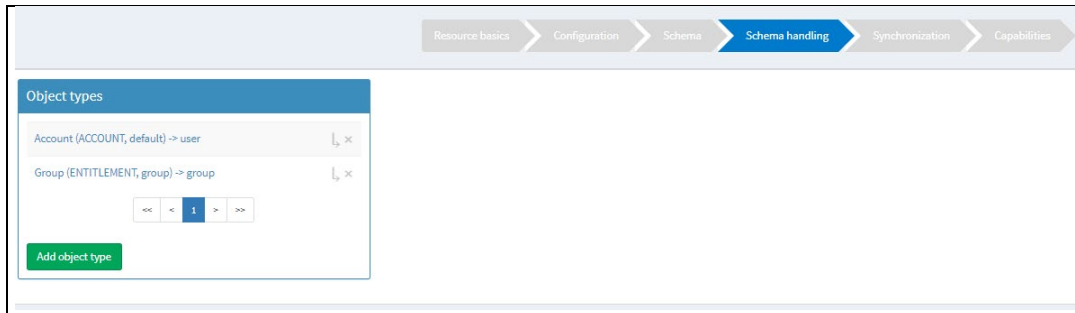 Resource basics Configuration Schema Schema handling Synchronization Capabilities
Object types
Account (ACCOUNT, default) -> user
Group (ENTITLEMENT, group) -> group
<< < 1 > >>
Add object type